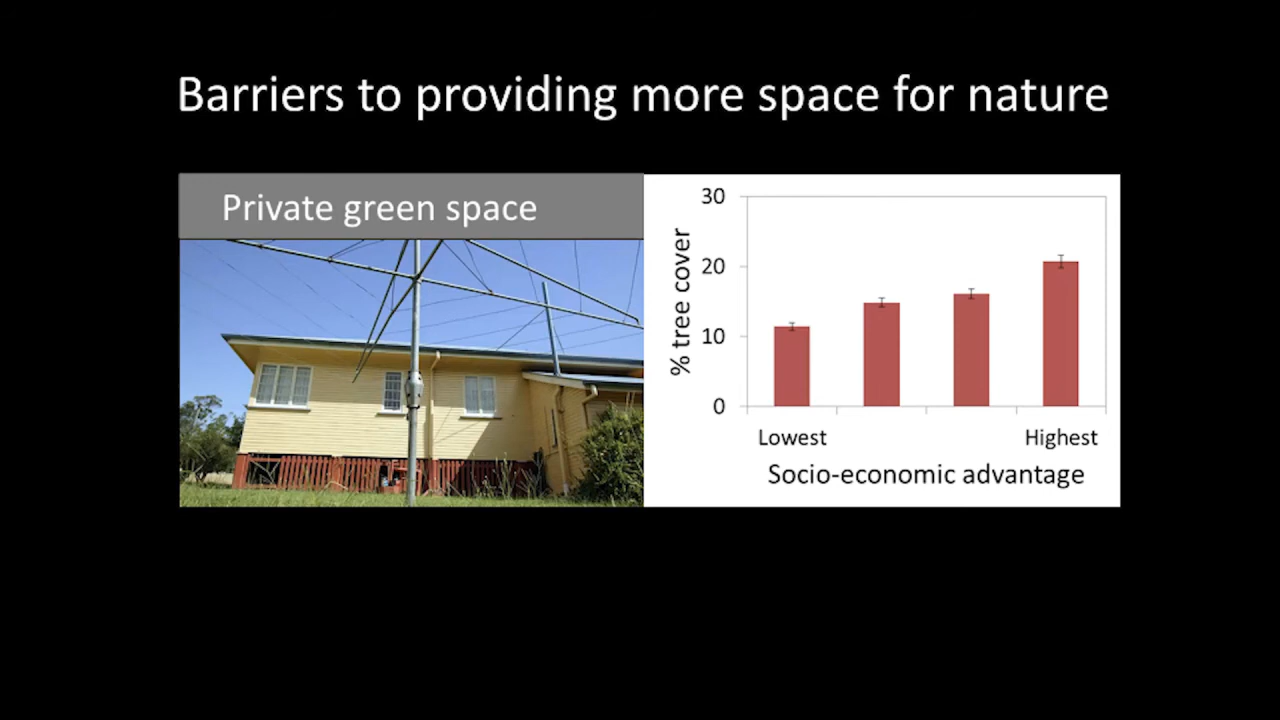 Barriers to providing more space for nature
Private green space
% tree cover
30
20
10
0
Lowest
Highest
Socio-economic advantage